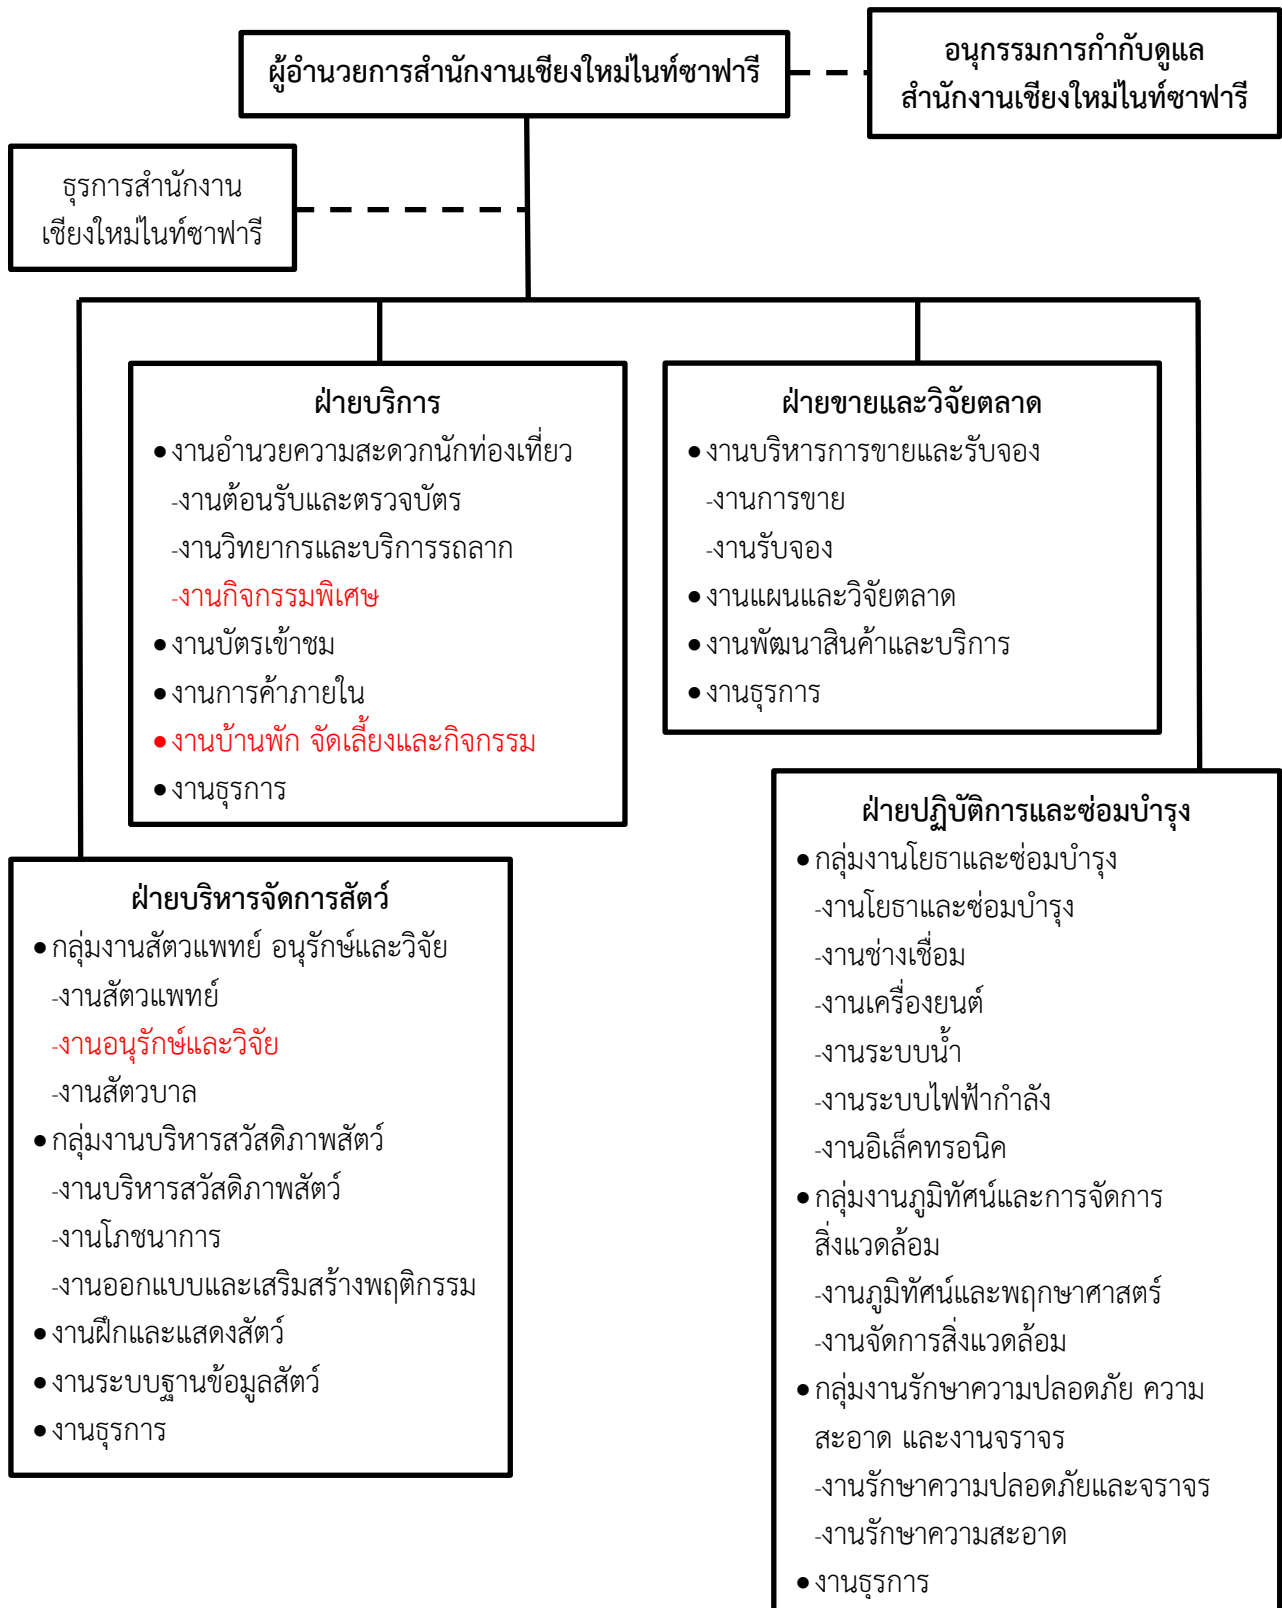 ผู้อำนวยการสำนักงานเชียงใหม่ไนท์ซาฟารี
อนุกรรมการกำกับดูแล
สำนักงานเชียงใหม่ไนท์ซาฟารี
ธุรการสำนักงาน
เชียงใหม่ไนท์ซาฟารี
ฝ่ายบริการ
●งานอำนวยความสะดวกนักท่องเที่ยว
-งานต้อนรับและตรวจบัตร
-งานวิทยากรและบริการรถลาก
-งานกิจกรรมพิเศษ
●งานบัตรเข้าชม
●งานการค้าภายใน
●งานบ้านพัก จัดเลี้ยงและกิจกรรม
●งานธุรการ
ฝ่ายขายและวิจัยตลาด
●งานบริหารการขายและรับจอง
-งานการขาย
-งานรับจอง
●งานแผนและวิจัยตลาด
●งานพัฒนาสินค้าและบริการ
●งานธุรการ
ฝ่ายบริหารจัดการสัตว์
●กลุ่มงานสัตวแพทย์ อนุรักษ์และวิจัย
-งานสัตวแพทย์
-งานอนุรักษ์และวิจัย
-งานสัตวบาล
●กลุ่มงานบริหารสวัสดิภาพสัตว์
-งานบริหารสวัสดิภาพสัตว์
-งานโภชนาการ
-งานออกแบบและเสริมสร้างพฤติกรรม
●งานฝึกและแสดงสัตว์
●งานระบบฐานข้อมูลสัตว์
●งานธุรการ
ฝ่ายปฏิบัติการและซ่อมบำรุง
●กลุ่มงานโยธาและซ่อมบำรุง
-งานโยธาและซ่อมบำรุง
-งานช่างเชื่อม
-งานเครื่องยนต์
-งานระบบน้ำ
-งานระบบไฟฟ้ากำลัง
-งานอิเล็คทรอนิค
●กลุ่มงานภูมิทัศน์และการจัดการ
สิ่งแวดล้อม
-งานภูมิทัศน์และพฤกษาศาสตร์
-งานจัดการสิ่งแวดล้อม
●กลุ่มงานรักษาความปลอดภัย ความ
สะอาด และงานจราจร
-งานรักษาความปลอดภัยและจราจร
-งานรักษาความสะอาด
●งานธุรการ